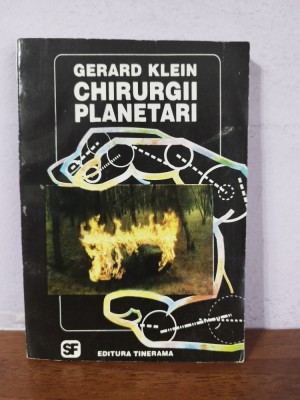 GERARD KLEIN
CHIRURGII
PLANETARI
SF
EDITURA TINERAMA